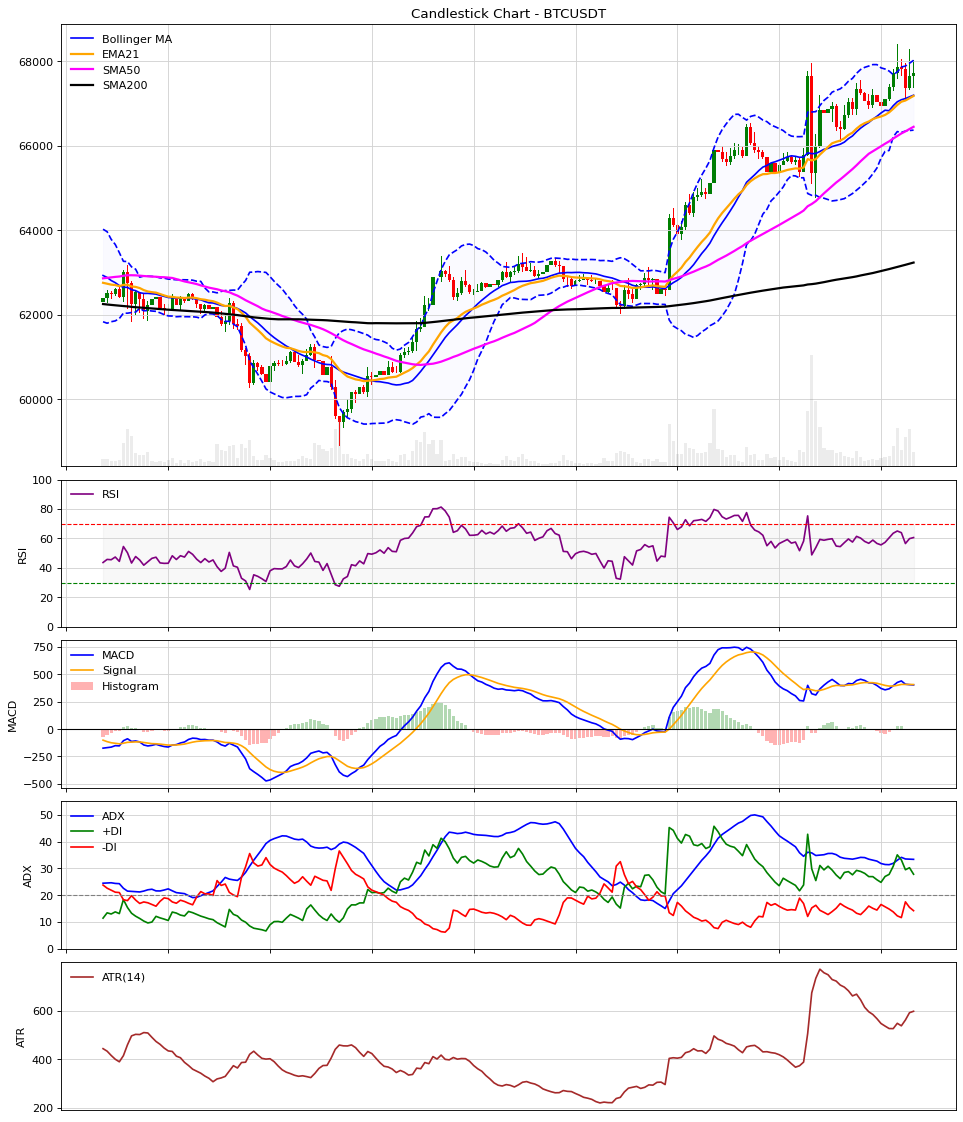 Candlestick Chart - BTCUSDT
Bollinger MA
EMA21
SMA50
SMA200
68000
66000
64000
62000
60000
RSI
100
80
60
40
20
0
RSI
MACD
Signal
Histogram
750
500
250
0
−250
−500
MACD
ADX
+DI
-DI
50
40
30
20
10
0
ADX
ATR(14)
600
400
200
ATR